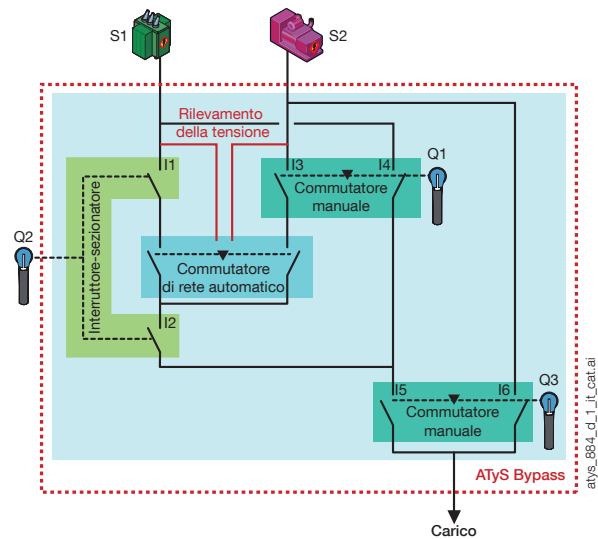 S1
S2
Rilevamento
della tensione
I1
I3
I4
Q1
Commutatore
manuale
Q2
Interruttore-sezionatore
Commutatore
di rete automatico
I2
I5
I6
Q3
Commutatore
manuale
ATyS Bypass
Carico
atys_884_d_1_it_cat.ai